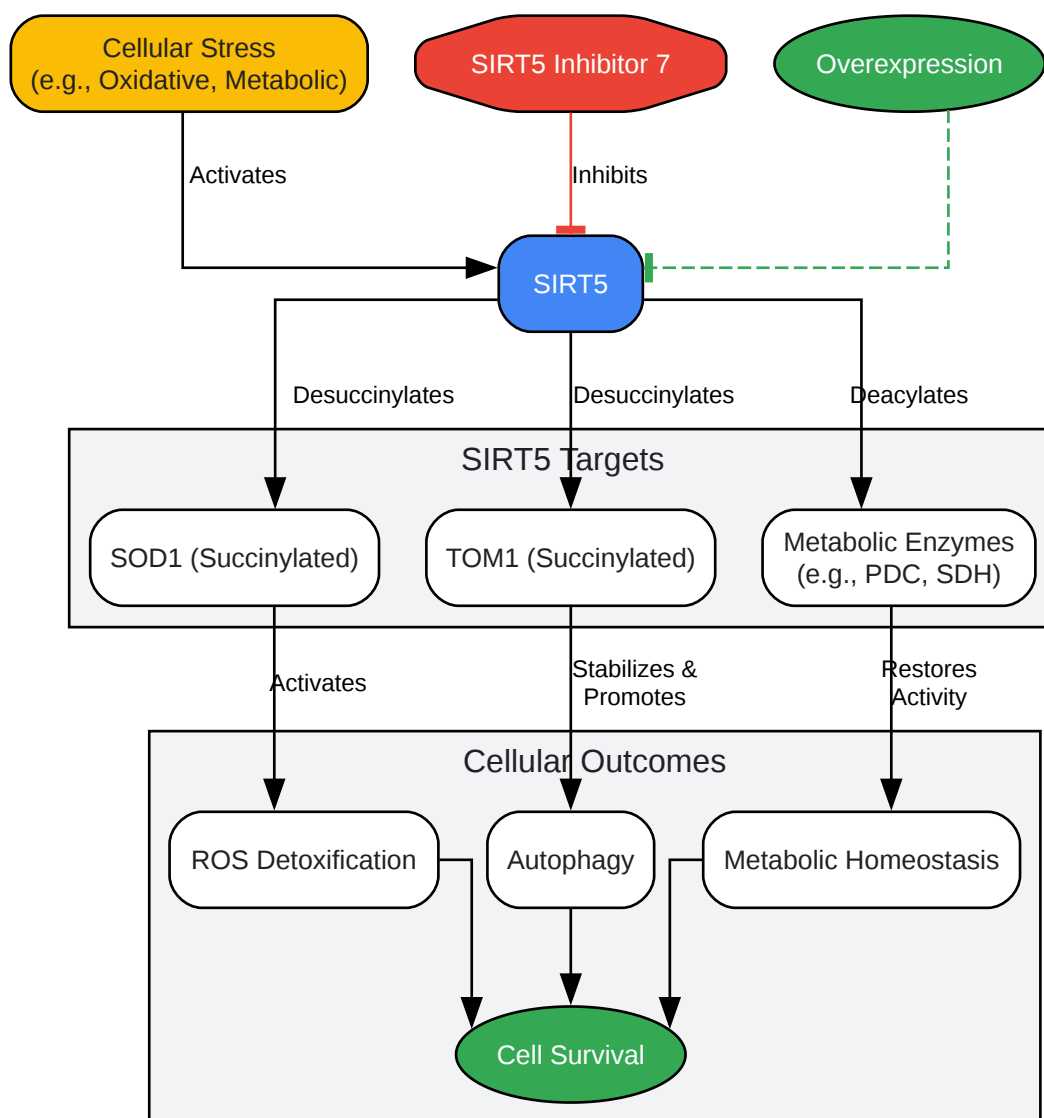 Cellular Stress
(e.g., Oxidative, Metabolic)
SIRT5 Inhibitor 7
Overexpression
Activates
Inhibits
SIRT5
Desuccinylates
Desuccinylates
Deacylates
SIRT5 Targets
SOD1 (Succinylated)
TOM1 (Succinylated)
Metabolic Enzymes
(e.g., PDC, SDH)
Activates
Stabilizes &
Promotes
Restores
Activity
Cellular Outcomes
ROS Detoxification
Autophagy
Metabolic Homeostasis
Cell Survival